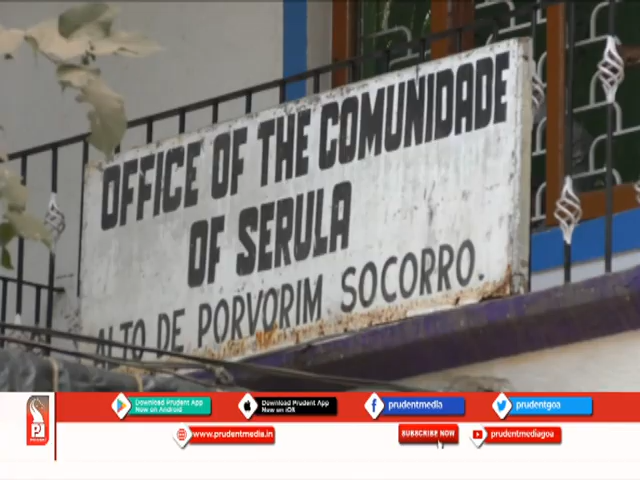 OFFICE OF THE COMUNIDADE
OF SERULA
ALTO DE PORVORIM SOCORRO.
Download Prudent App
Now on Android
Download Prudent App
Now on iOS
prudentmedia
prudentgoa
www.prudentmedia.in
SUBSCRIBE NOW
prudentmediagoa